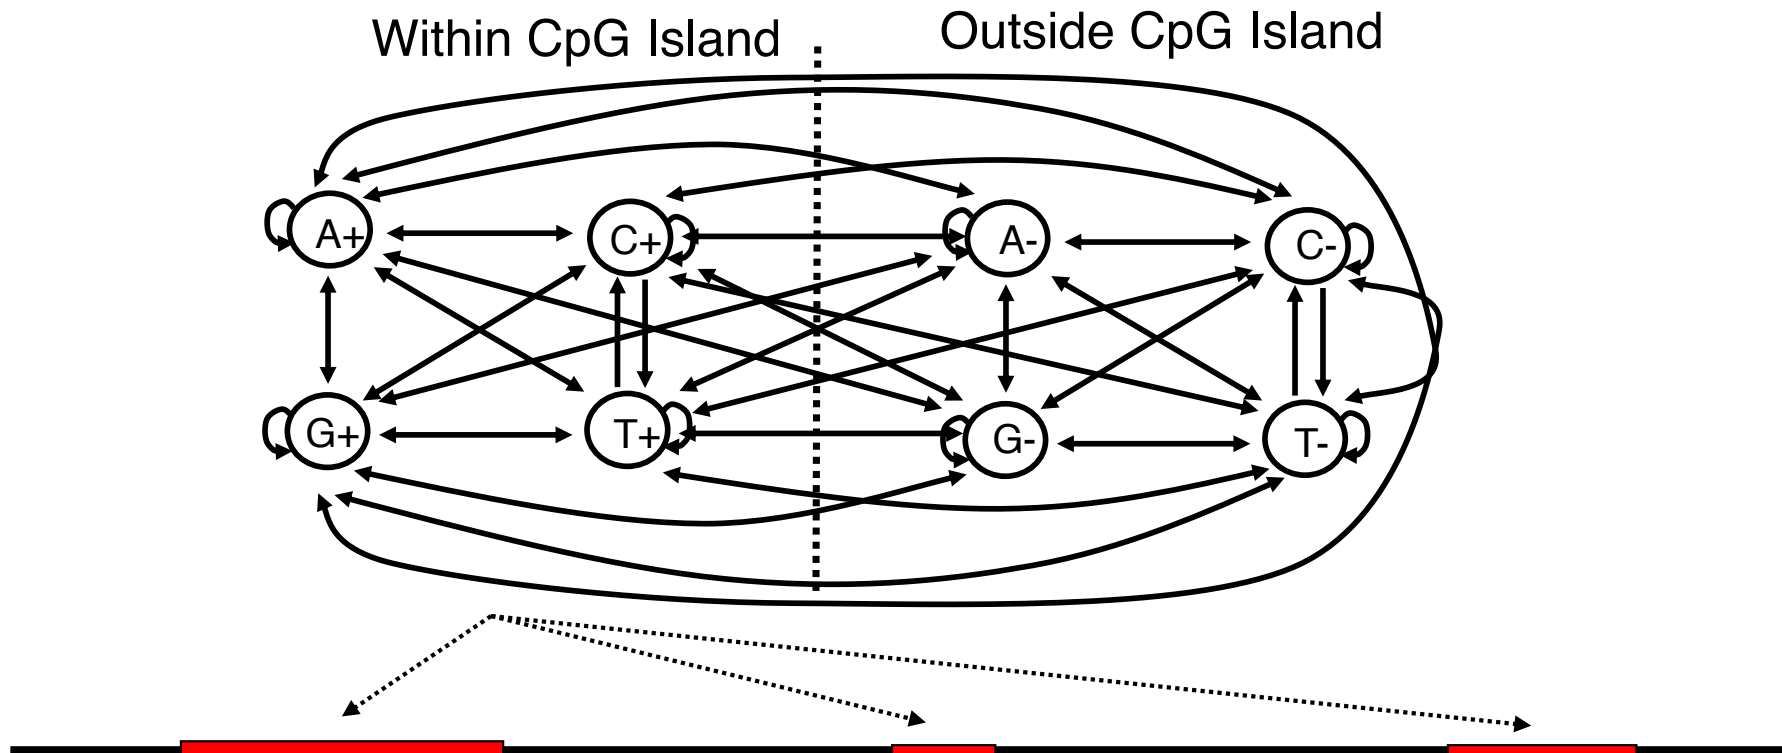 Within CpG Island
Outside CpG Island
A+
C+
A-
C-
G+
T+
G-
T-